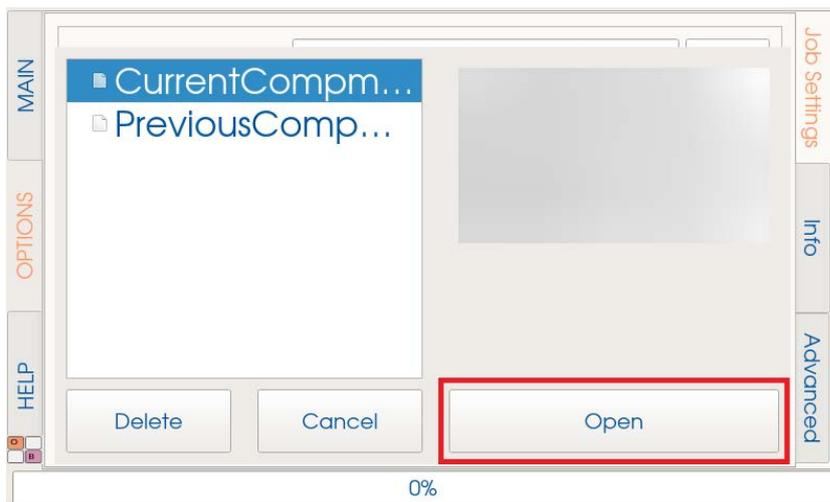 MAIN
OPTIONS
HELP
O
B
CurrentCompm...
PreviousComp...
Delete
Cancel
Open
Job Settings
Info
Advanced
0%